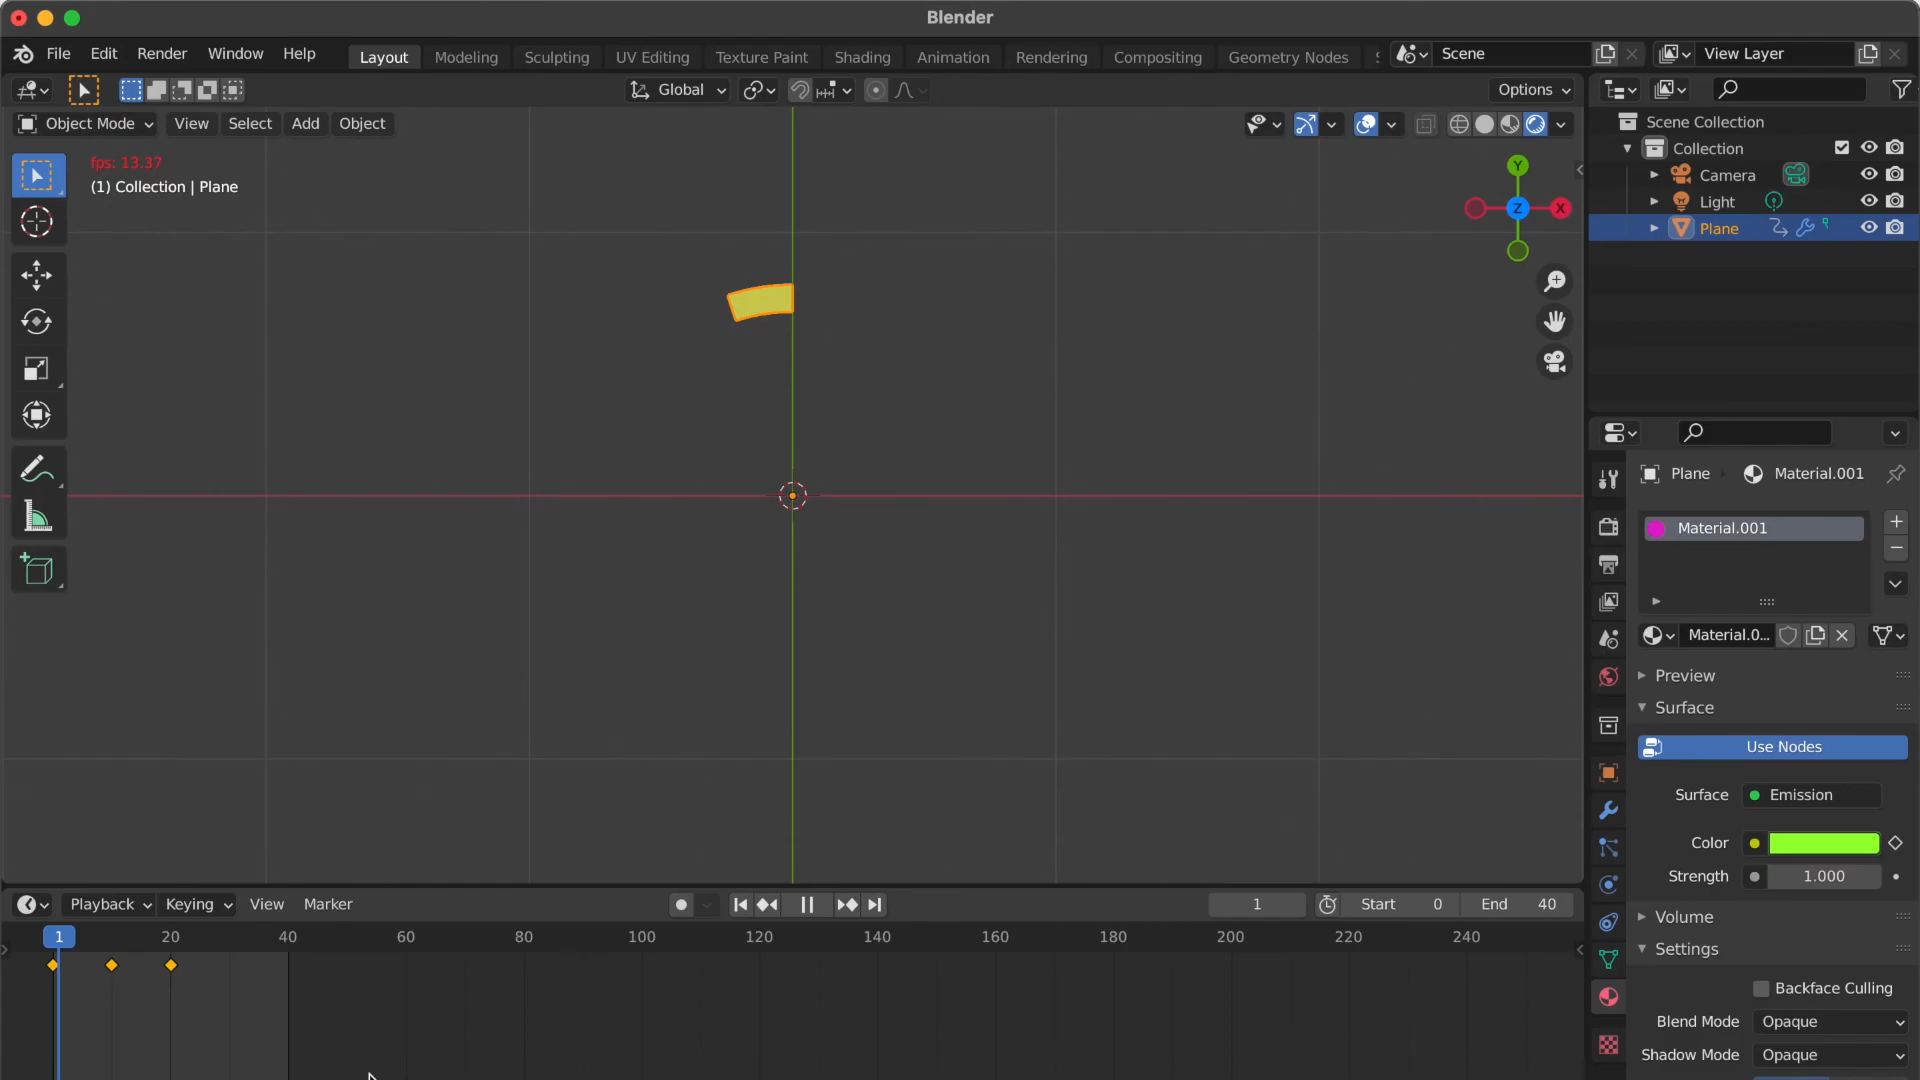 Blender
File Edit Render Window Help Layout Modeling Sculpting UV Editing Texture Paint Shading Animation Rendering Compositing Geometry Nodes Scene View Layer
Global Options
Object Mode View Select Add Object
Scene Collection
Collection
Camera
Light
Plane
fps: 13.37
(1) Collection | Plane
Y
Z X
Plane Material.001
Material.001
Material.0...
Preview
Surface
Use Nodes
Surface Emission
Color
Strength 1.000
Volume
Settings
Backface Culling
Blend Mode Opaque
Shadow Mode Opaque
Playback Keying View Marker 1 Start 0 End 40
1 20 40 60 80 100 120 140 160 180 200 220 240